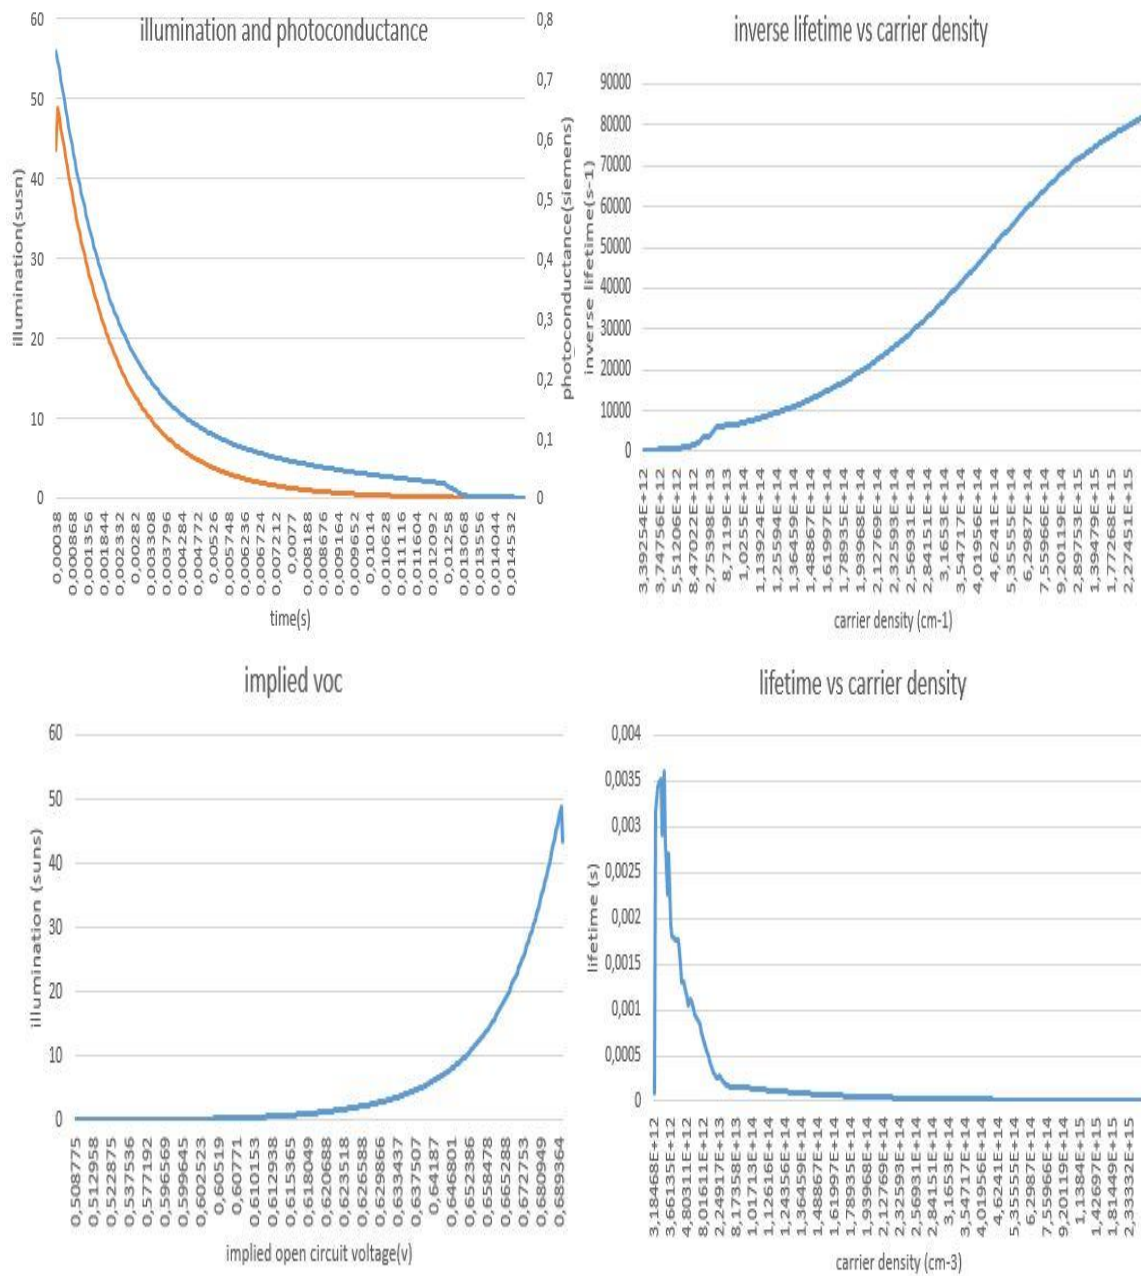 illumination and photoconductance
60
50
40
30
20
10
0
0,8
0,7
0,6
0,5
0,4
0,3
0,2
0,1
0
illumination(susn)
photoconductance(siemens)
0,00038
0,000868
0,001356
0,001844
0,002332
0,00282
0,003308
0,003796
0,004284
0,004772
0,00526
0,005748
0,006236
0,006724
0,007212
0,0077
0,008188
0,008676
0,009164
0,009652
0,01014
0,010628
0,011116
0,011604
0,012092
0,01258
0,013068
0,013556
0,014044
0,014532
time(s)
inverse lifetime vs carrier density
90000
80000
70000
60000
50000
40000
30000
20000
10000
0
inverse lifetime(s-1)
3,39254E+12
3,74756E+12
5,51206E+12
8,47022E+12
2,75398E+13
8,7119E+13
1,0255E+14
1,13924E+14
1,25594E+14
1,36459E+14
1,48867E+14
1,61997E+14
1,78935E+14
1,93968E+14
2,12769E+14
2,32593E+14
2,56931E+14
2,84151E+14
3,1653E+14
3,54717E+14
4,01956E+14
4,6241E+14
5,35555E+14
6,2987E+14
7,55966E+14
9,20119E+14
2,89753E+15
1,39479E+15
1,77268E+15
2,27451E+15
carrier density (cm-1)
implied voc
60
50
40
30
20
10
0
illumination (suns)
0,508775
0,512958
0,522875
0,537536
0,577192
0,596569
0,599645
0,602523
0,60519
0,607771
0,610153
0,612938
0,615365
0,618049
0,620688
0,623518
0,626588
0,629866
0,633437
0,637507
0,64187
0,646801
0,652386
0,658478
0,665288
0,672753
0,680949
0,689364
implied open circuit voltage(v)
lifetime vs carrier density
0,004
0,0035
0,003
0,0025
0,002
0,0015
0,001
0,0005
0
lifetime (s)
3,18468E+12
3,66135E+12
4,80311E+12
8,01611E+12
2,24917E+13
8,17358E+13
1,01713E+14
1,12616E+14
1,24356E+14
1,36459E+14
1,48867E+14
1,61997E+14
1,78935E+14
1,93968E+14
2,12769E+14
2,32593E+14
2,56931E+14
2,84151E+14
3,1653E+14
3,54717E+14
4,01956E+14
4,6241E+14
5,35555E+14
6,2987E+14
7,55966E+14
9,20119E+14
1,1384E+15
1,42697E+15
1,81449E+15
2,33332E+15
carrier density (cm-3)